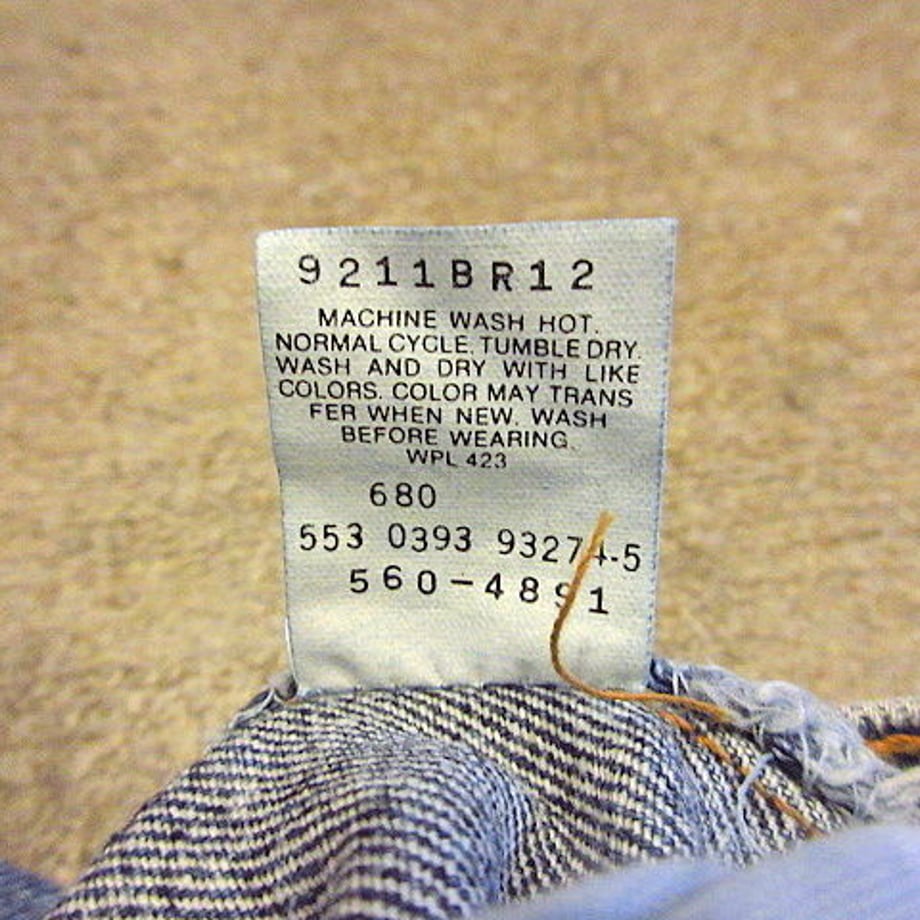 9211BR12
MACHINE WASH HOT.
NORMAL CYCLE. TUMBLE DRY.
WASH AND DRY WITH LIKE
COLORS. COLOR MAY TRANS
FER WHEN NEW. WASH
BEFORE WEARING.
WPL 423
680
553 0393 93274-5
560-4891